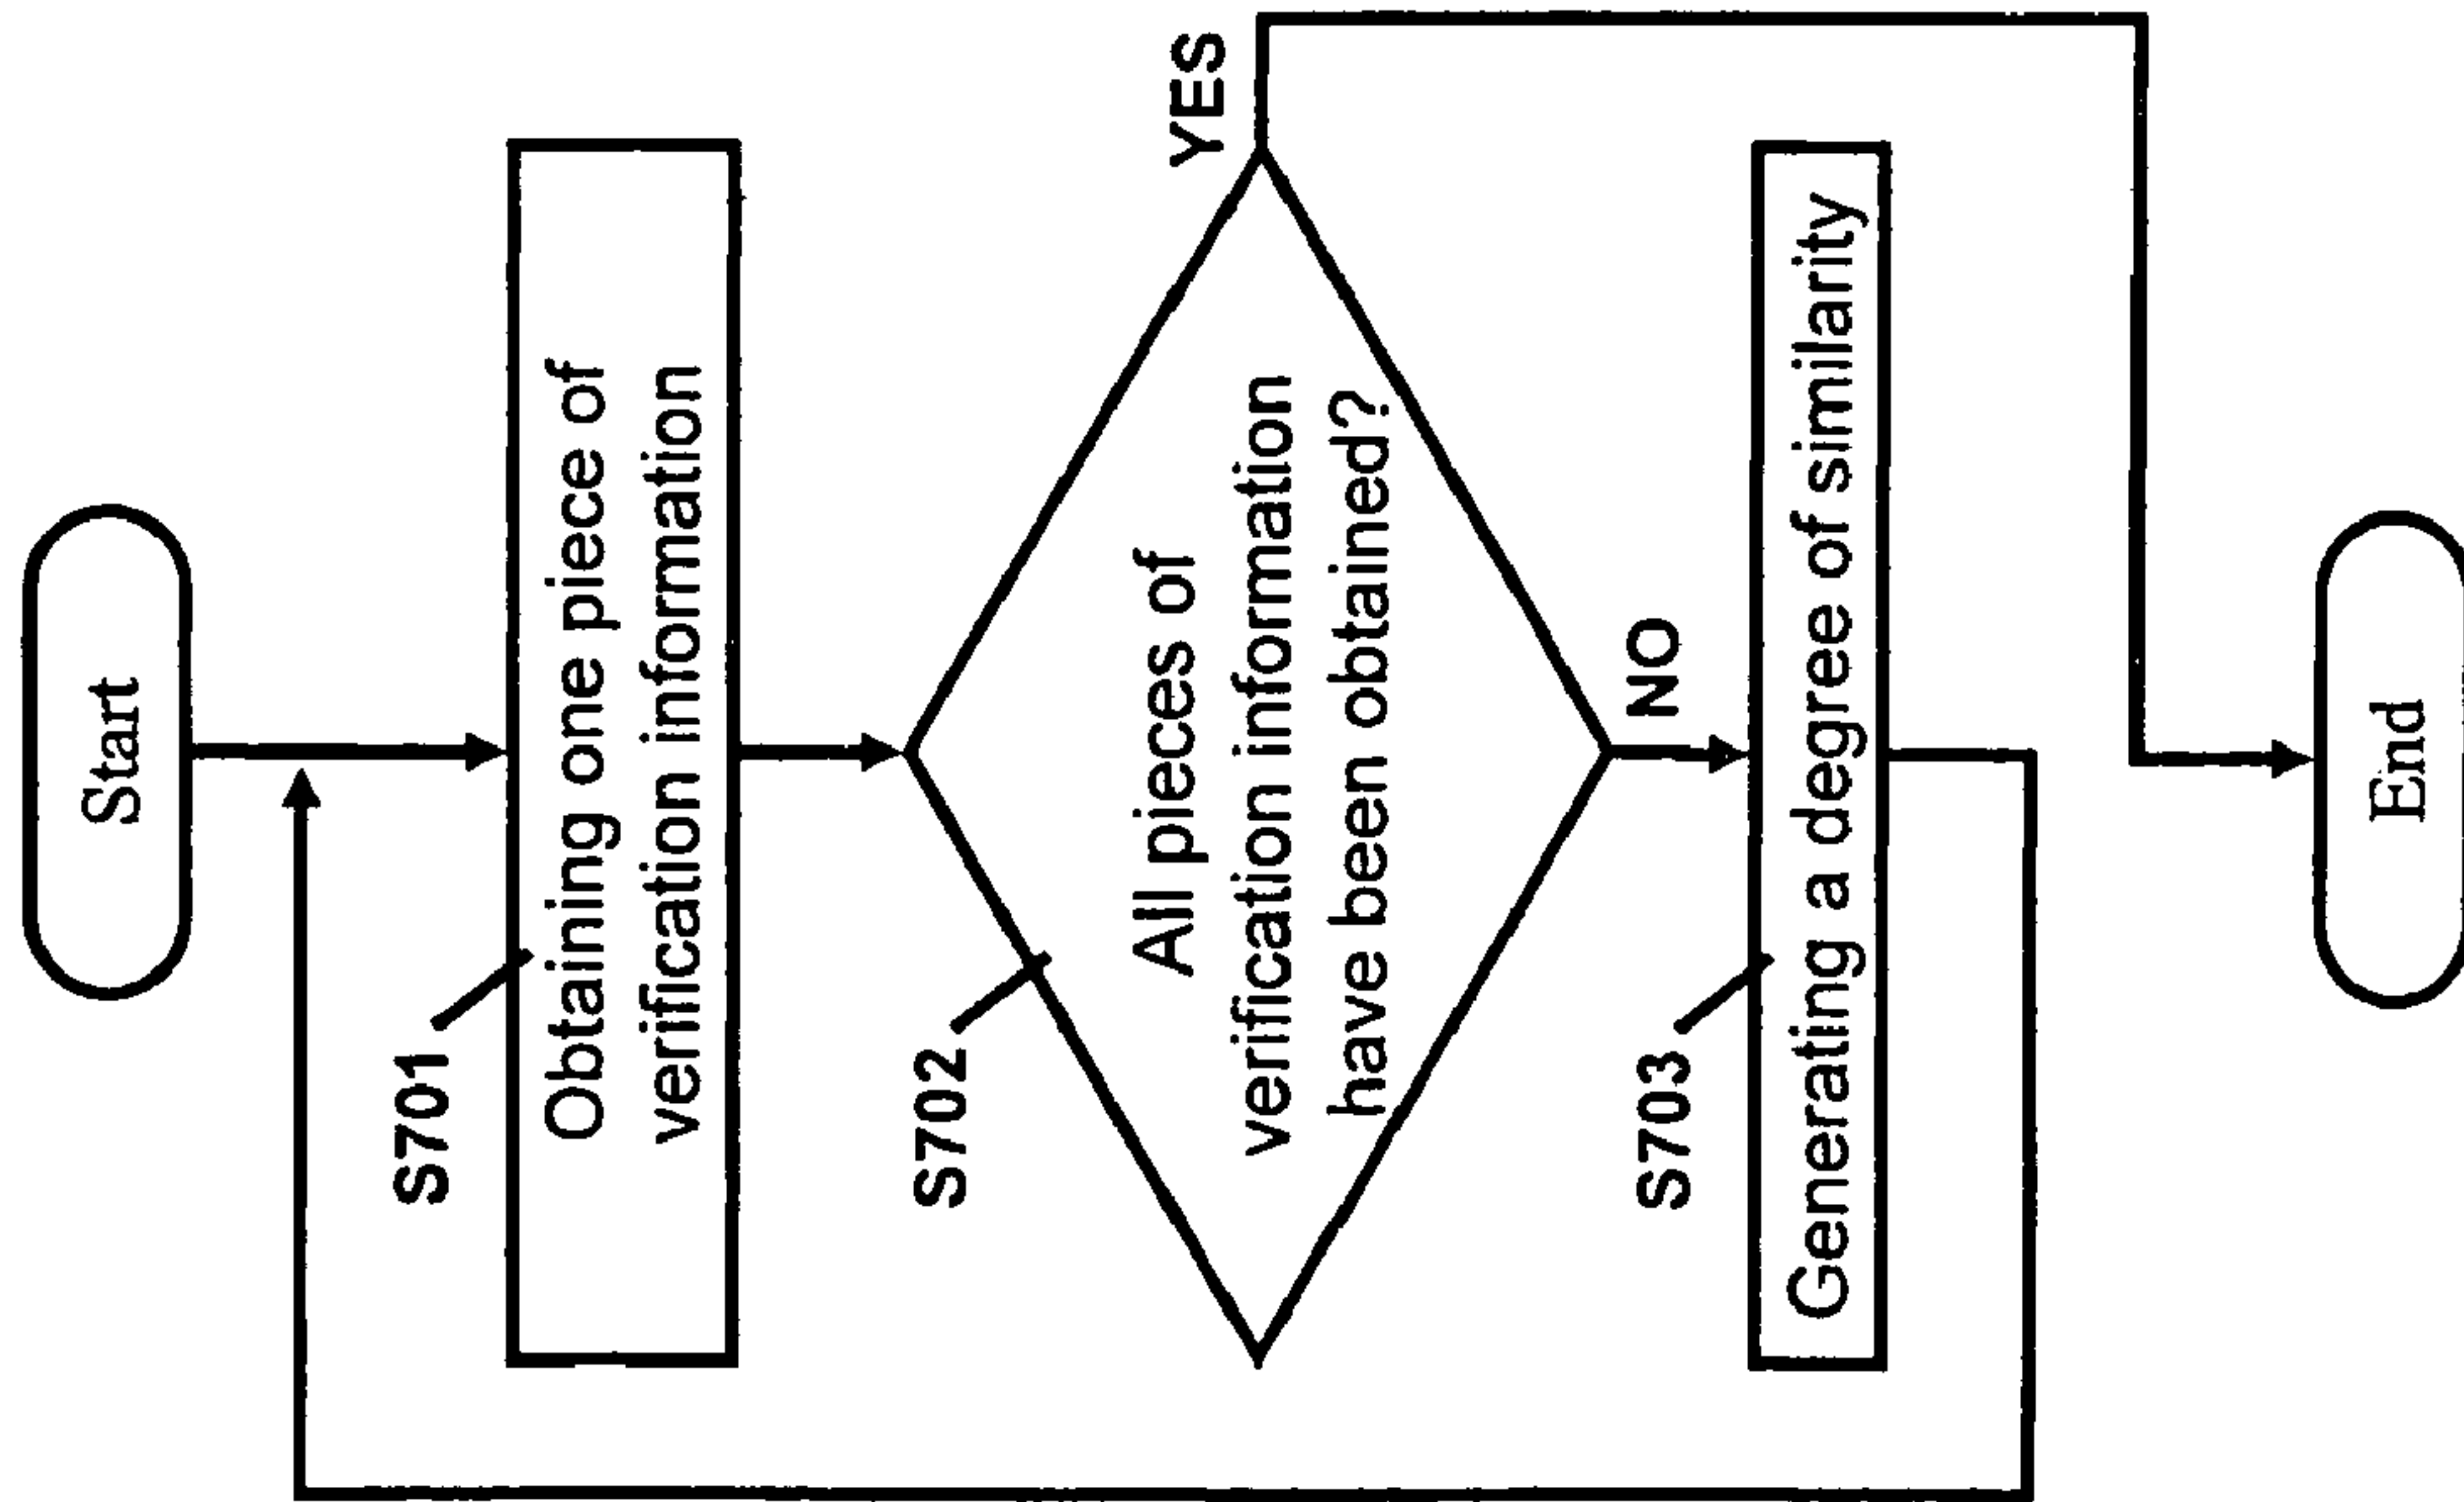 Start
S701
Obtaining one piece of
verification information
S702
All pieces of
verification information
have been obtained?
YES
NO
S703
Generating a degree of similarity
End